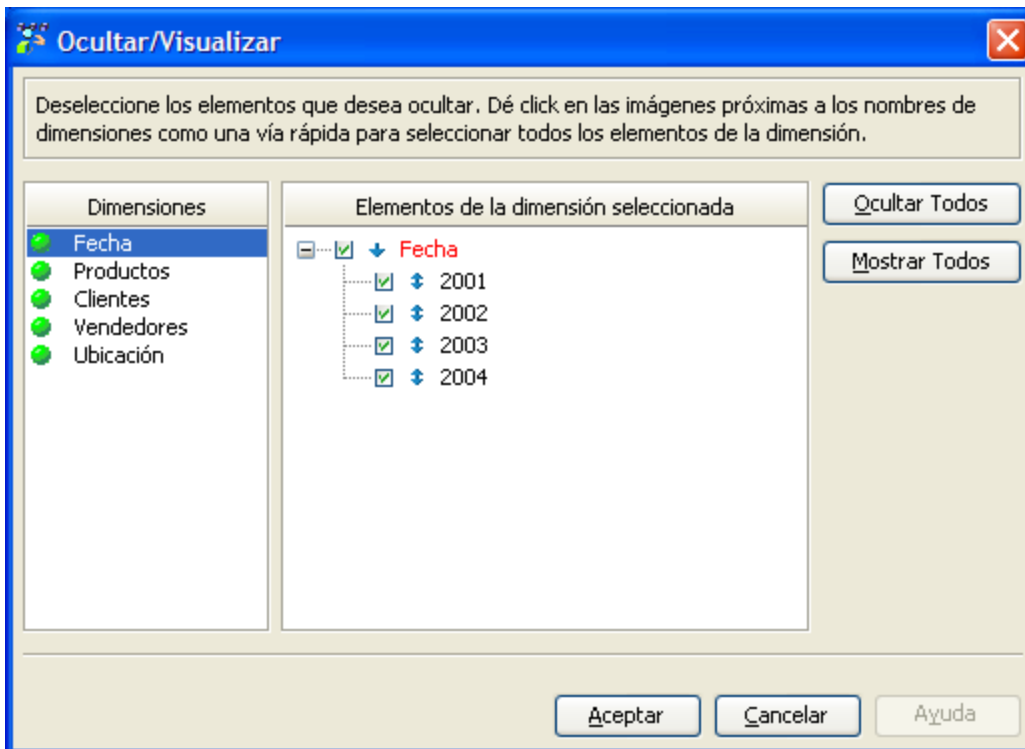 Ocultar/Visualizar
Deseleccione los elementos que desea ocultar. Dé click en las imágenes próximas a los nombres de
dimensiones como una vía rápida para seleccionar todos los elementos de la dimensión.
Dimensiones
Fecha
Productos
Clientes
Vendedores
Ubicación
Elementos de la dimensión seleccionada
Fecha
2001
2002
2003
2004
Ocultar Todos
Mostrar Todos
Aceptar
Cancelar
Ayuda